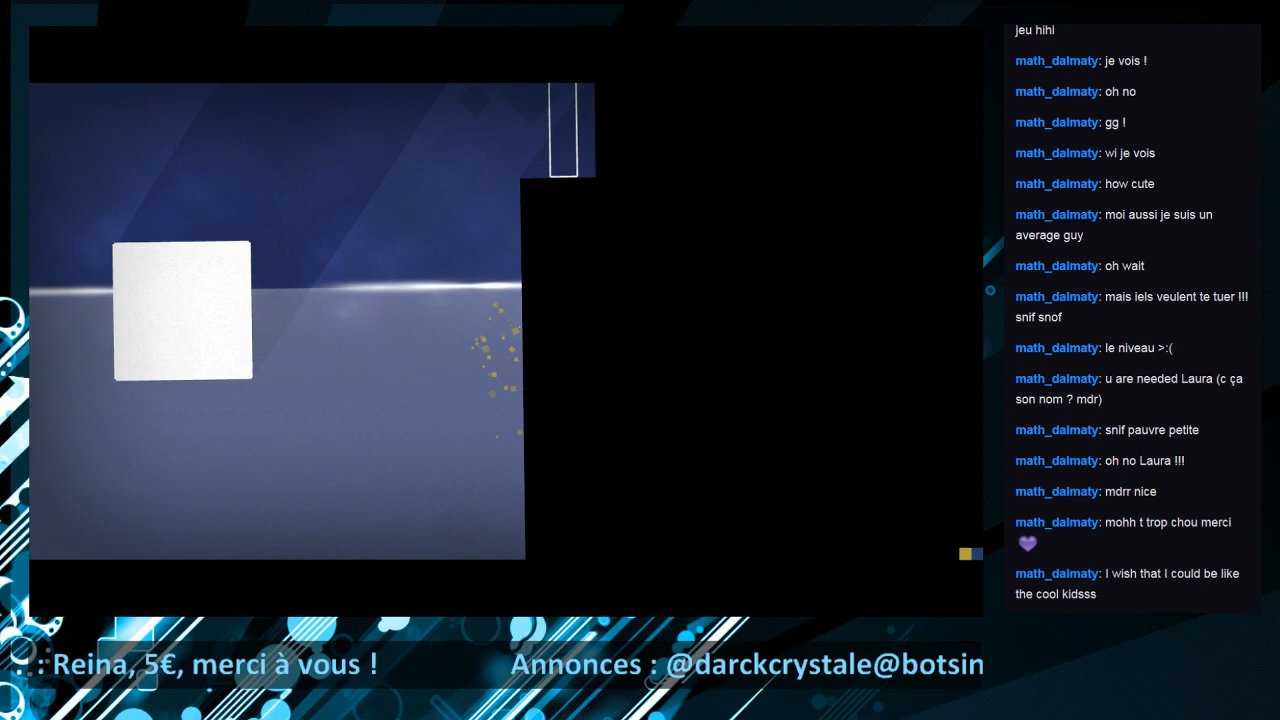 jeu hihi
math_dalmaty: je vois !
math_dalmaty: oh no
math_dalmaty: gg !
math_dalmaty: wi je vois
math_dalmaty: how cute
math_dalmaty: moi aussi je suis un
average guy
math_dalmaty: oh wait
math_dalmaty: mais iels veulent te tuer !!!
snif snof
math_dalmaty: le niveau >:(
math_dalmaty: u are needed Laura (c ça
son nom ? mdr)
math_dalmaty: snif pauvre petite
math_dalmaty: oh no Laura !!!
math_dalmaty: mdrr nice
math_dalmaty: mohh t trop chou merci
math_dalmaty: I wish that I could be like
the cool kidsss
: Reina, 5€, merci à vous !
Annonces : @darckcrystale@botsin